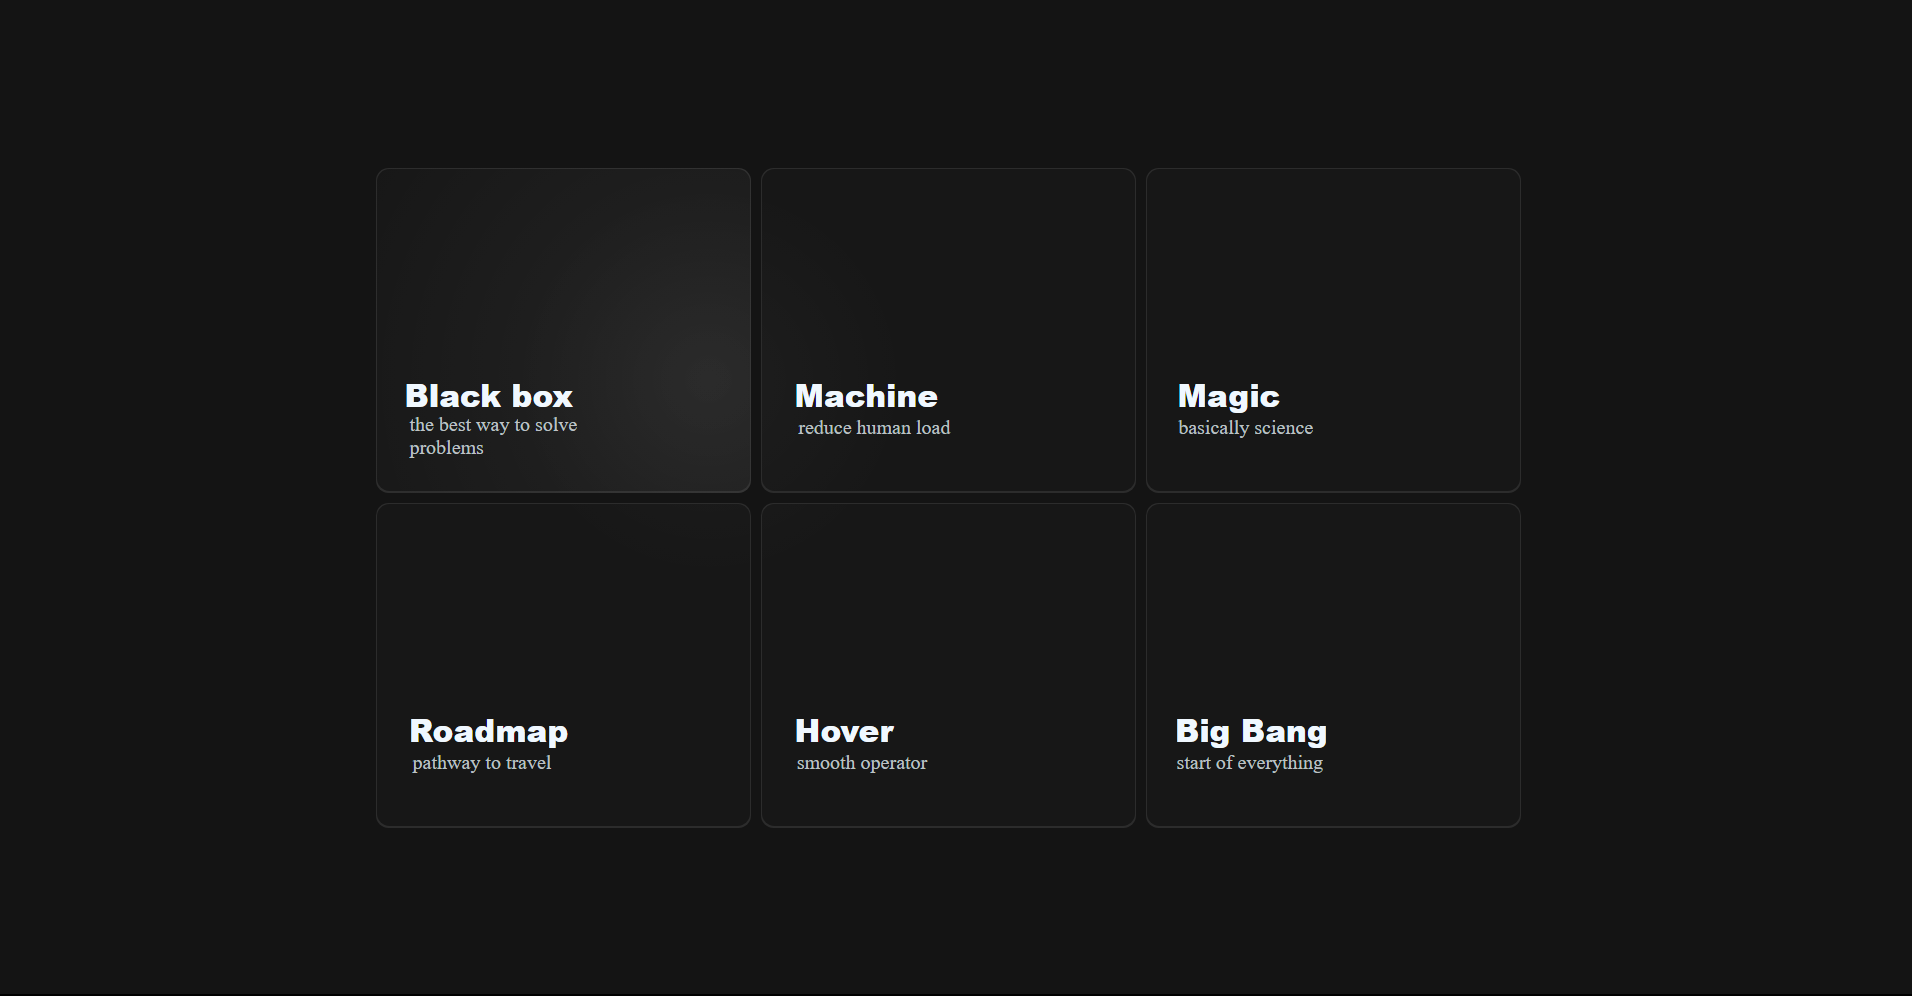 Black box
the best way to solve
problems
Machine
reduce human load
Magic
basically science
Roadmap
pathway to travel
Hover
smooth operator
Big Bang
start of everything